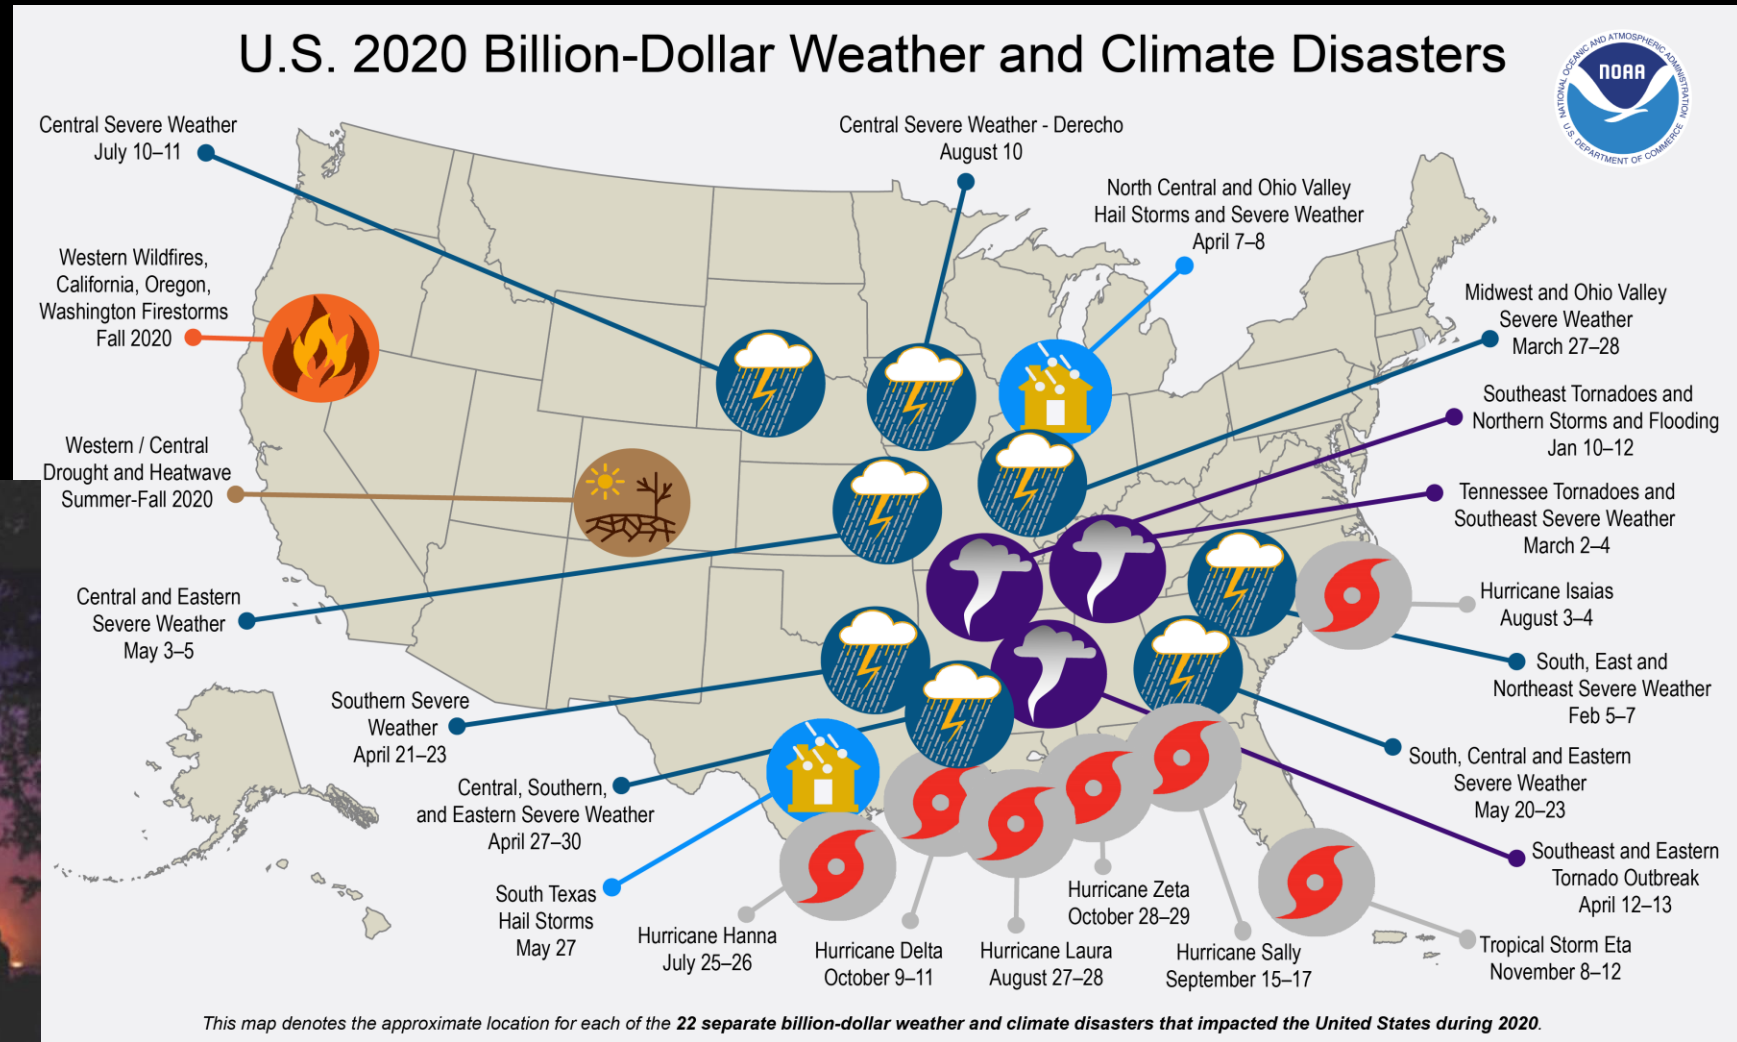 U.S. 2020 Billion-Dollar Weather and Climate Disasters
NATIONAL OCEANIC AND ATMOSPHERIC ADMINISTRATION
NOAA
U.S. DEPARTMENT OF COMMERCE
Central Severe Weather
July 10–11
Central Severe Weather - Derecho
August 10
North Central and Ohio Valley
Hail Storms and Severe Weather
April 7–8
Western Wildfires,
California, Oregon,
Washington Firestorms
Fall 2020
Midwest and Ohio Valley
Severe Weather
March 27–28
Southeast Tornadoes and
Northern Storms and Flooding
Jan 10–12
Western / Central
Drought and Heatwave
Summer-Fall 2020
Tennessee Tornadoes and
Southeast Severe Weather
March 2–4
Central and Eastern
Severe Weather
May 3–5
Hurricane Isaias
August 3–4
South, East and
Northeast Severe Weather
Feb 5–7
Southern Severe
Weather
April 21–23
South, Central and Eastern
Severe Weather
May 20–23
Central, Southern,
and Eastern Severe Weather
April 27–30
Southeast and Eastern
Tornado Outbreak
April 12–13
South Texas
Hail Storms
May 27
Hurricane Hanna
July 25–26
Hurricane Delta
October 9–11
Hurricane Laura
August 27–28
Hurricane Zeta
October 28–29
Hurricane Sally
September 15–17
Tropical Storm Eta
November 8–12
This map denotes the approximate location for each of the 22 separate billion-dollar weather and climate disasters that impacted the United States during 2020.